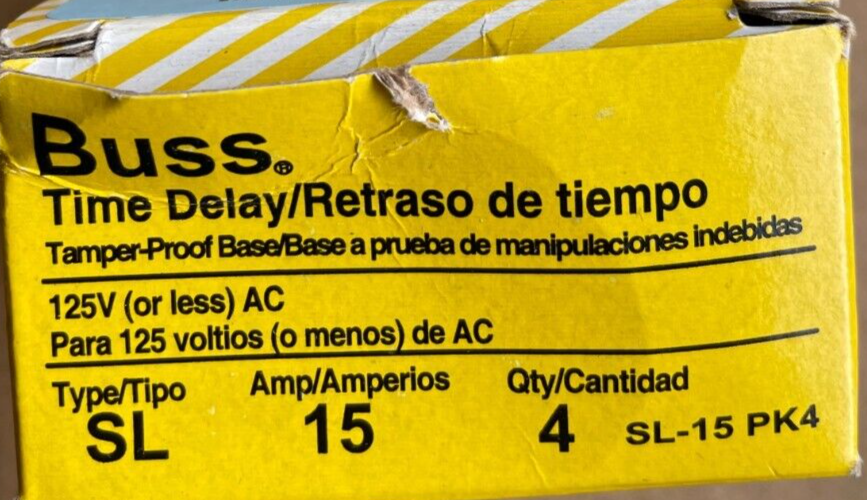 Buss®
Time Delay/Retraso de tiempo
Tamper-Proof Base/Base a prueba de manipulaciones indebidas
125V (or less) AC
Para 125 voltios (o menos) de AC
Type/Tipo Amp/Amperios Qty/Cantidad
SL 15 4 SL-15 PK4